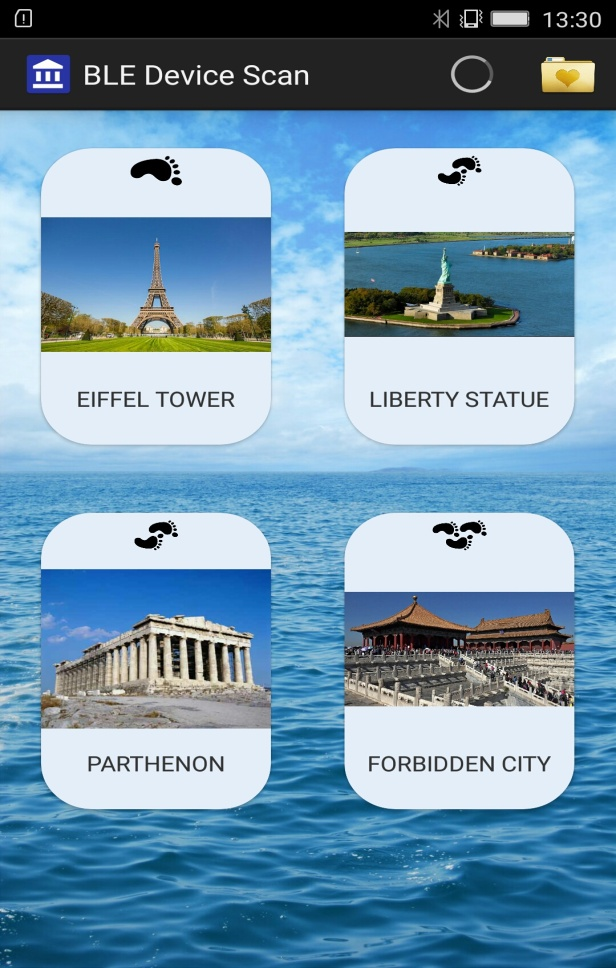 13:30
BLE Device Scan
EIFFEL TOWER
LIBERTY STATUE
PARTHENON
FORBIDDEN CITY